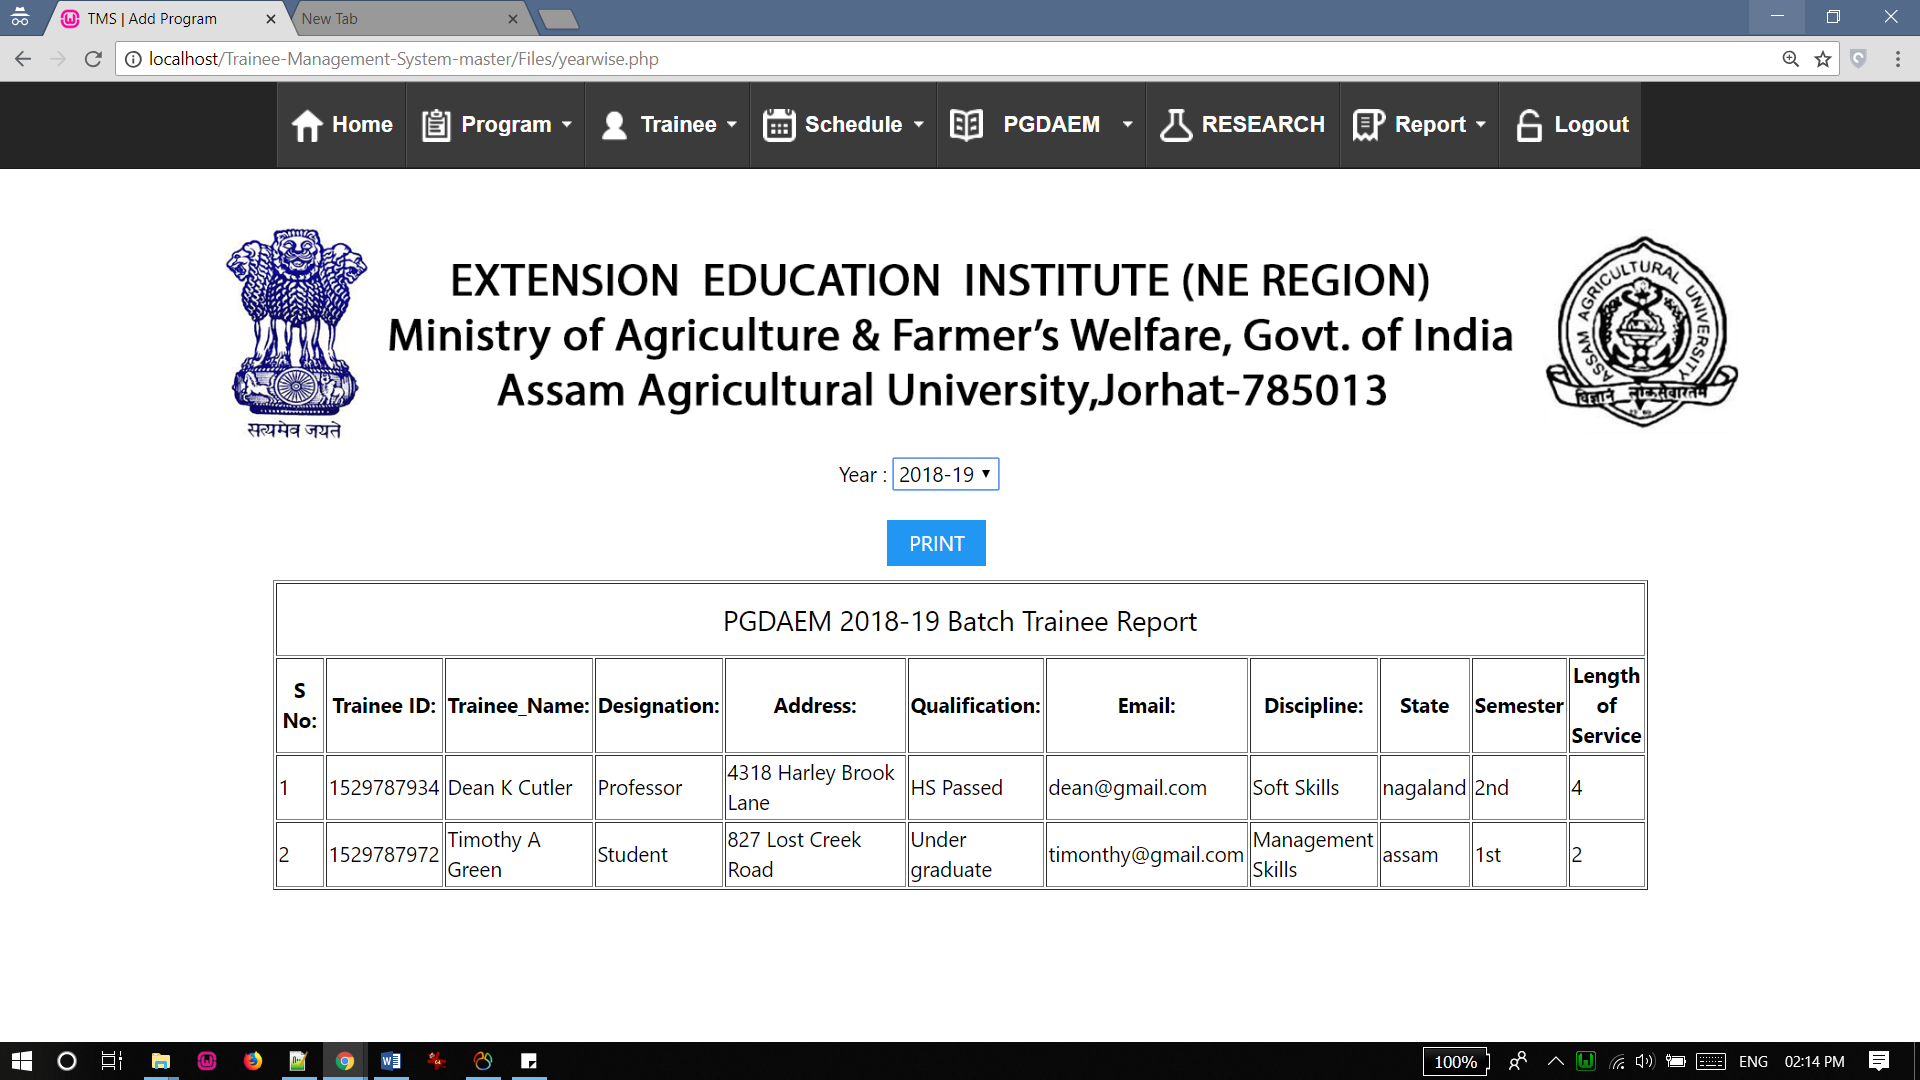 TMS | Add Program
New Tab
localhost/Trainee-Management-System-master/Files/yearwise.php
Home Program Trainee Schedule PGDAEM RESEARCH Report Logout
सत्यमेव जयते
EXTENSION EDUCATION INSTITUTE (NE REGION)
Ministry of Agriculture & Farmer's Welfare, Govt. of India
Assam Agricultural University,Jorhat-785013
ASSAM AGRICULTURAL UNIVERSITY
Year : 2018-19
PRINT
PGDAEM 2018-19 Batch Trainee Report
S No: Trainee ID: Trainee_Name: Designation: Address: Qualification: Email: Discipline: State Semester Length of Service
1 1529787934 Dean K Cutler Professor 4318 Harley Brook Lane HS Passed dean@gmail.com Soft Skills nagaland 2nd 4
2 1529787972 Timothy A Green Student 827 Lost Creek Road Under graduate timonthy@gmail.com Management Skills assam 1st 2
100% ENG 02:14 PM